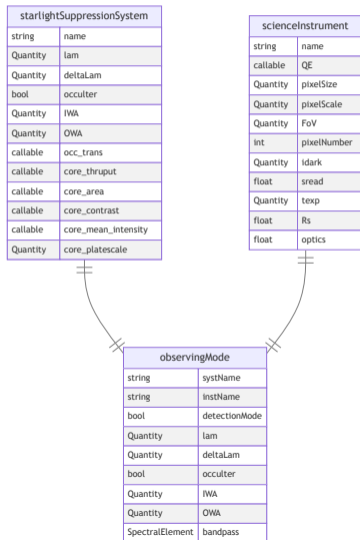 starlightSuppressionSystem
string name
Quantity lam
Quantity deltaLam
bool occulter
Quantity IWA
Quantity OWA
callable occ_trans
callable core_thruput
callable core_area
callable core_contrast
callable core_mean_intensity
Quantity core_platescale
scienceInstrument
string name
callable QE
Quantity pixelSize
Quantity pixelScale
Quantity FoV
int pixelNumber
Quantity idark
float sread
Quantity texp
float Rs
float optics
observingMode
string systName
string instName
bool detectionMode
Quantity lam
Quantity deltaLam
bool occulter
Quantity IWA
Quantity OWA
SpectralElement bandpass